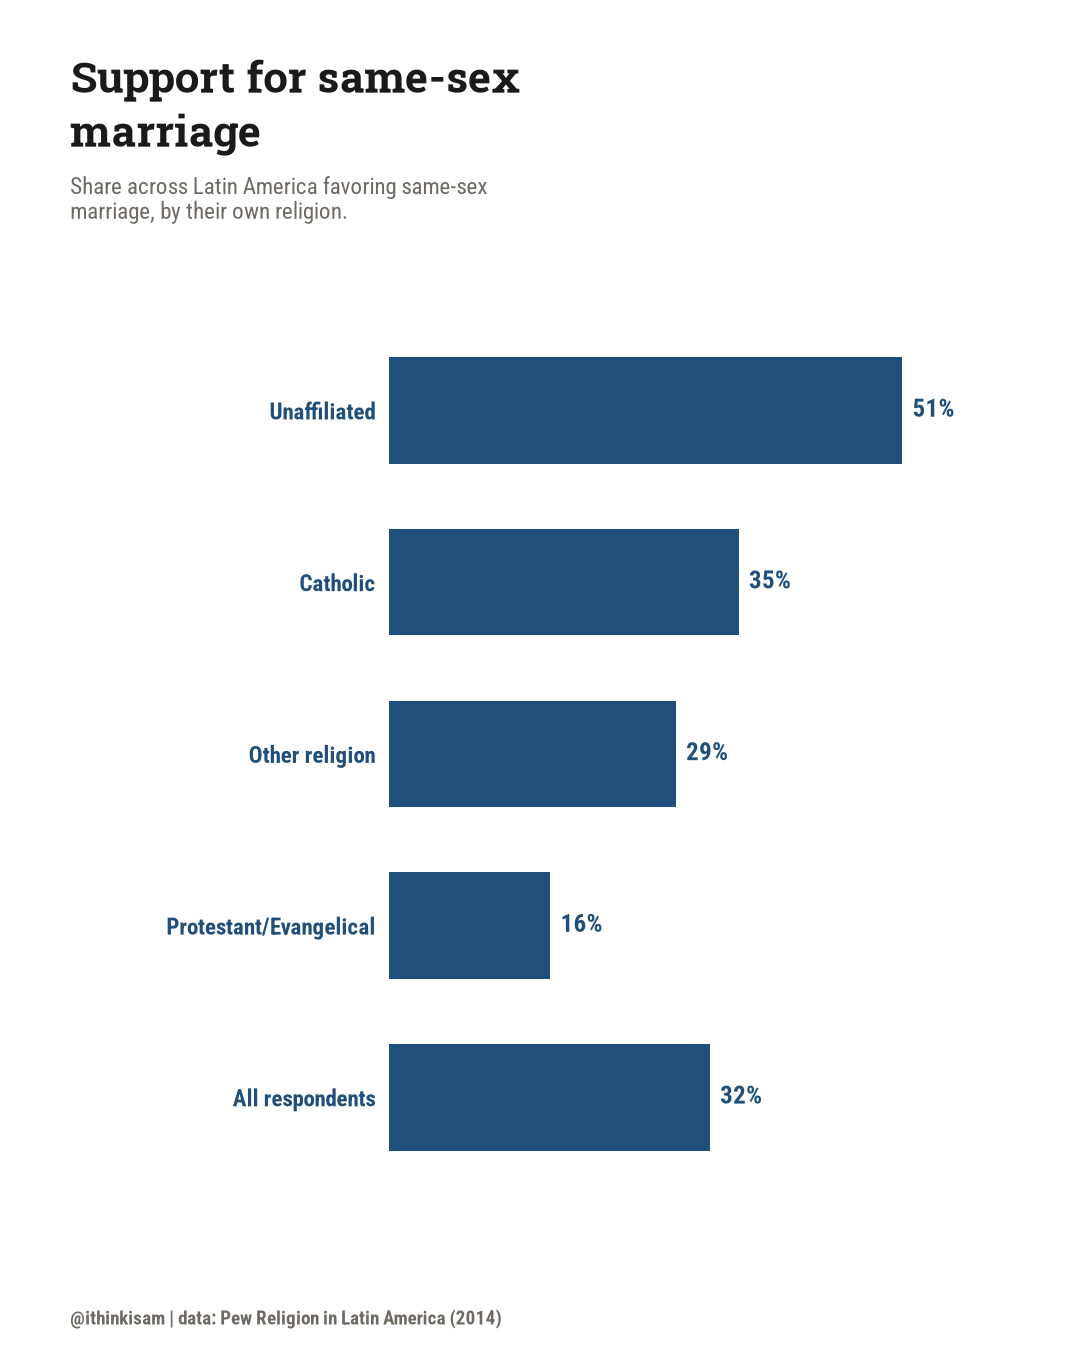 Support for same-sex
marriage
Share across Latin America favoring same-sex
marriage, by their own religion.
Unaffiliated 51%
Catholic 35%
Other religion 29%
Protestant/Evangelical 16%
All respondents 32%
@ithinkisam | data: Pew Religion in Latin America (2014)